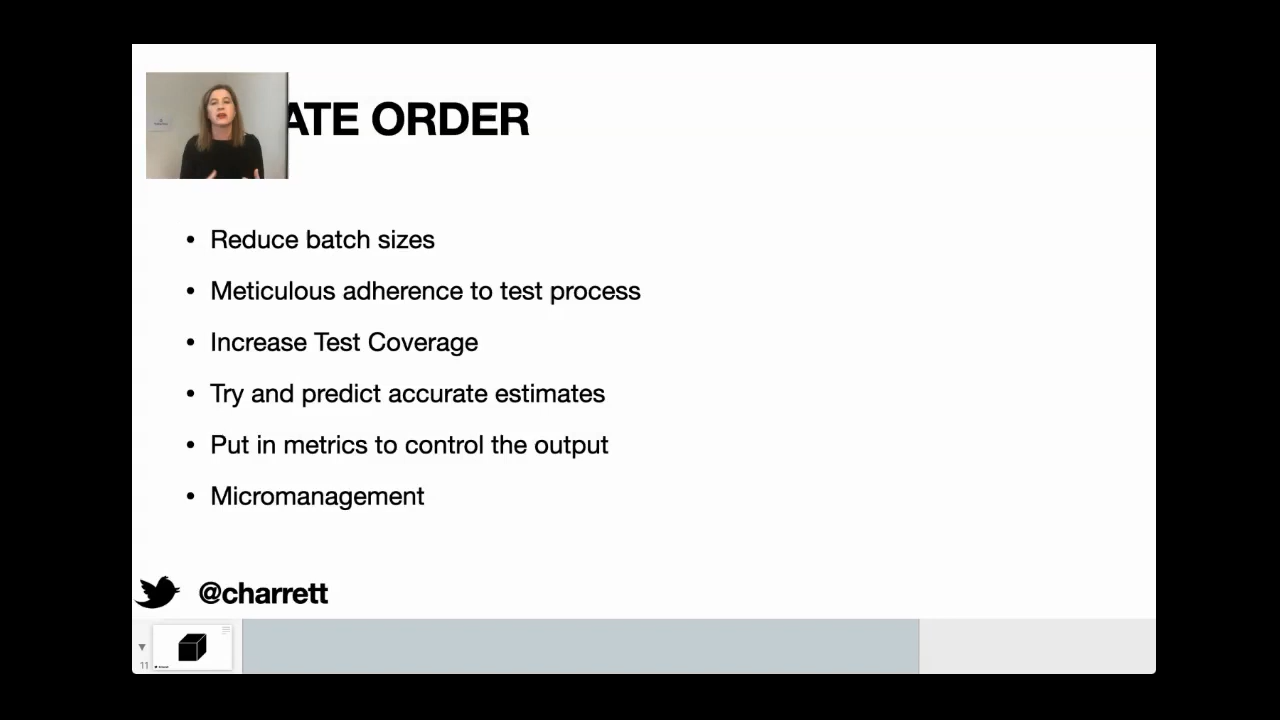 ATE ORDER
• Reduce batch sizes
• Meticulous adherence to test process
• Increase Test Coverage
• Try and predict accurate estimates
• Put in metrics to control the output
• Micromanagement
@charrett
11